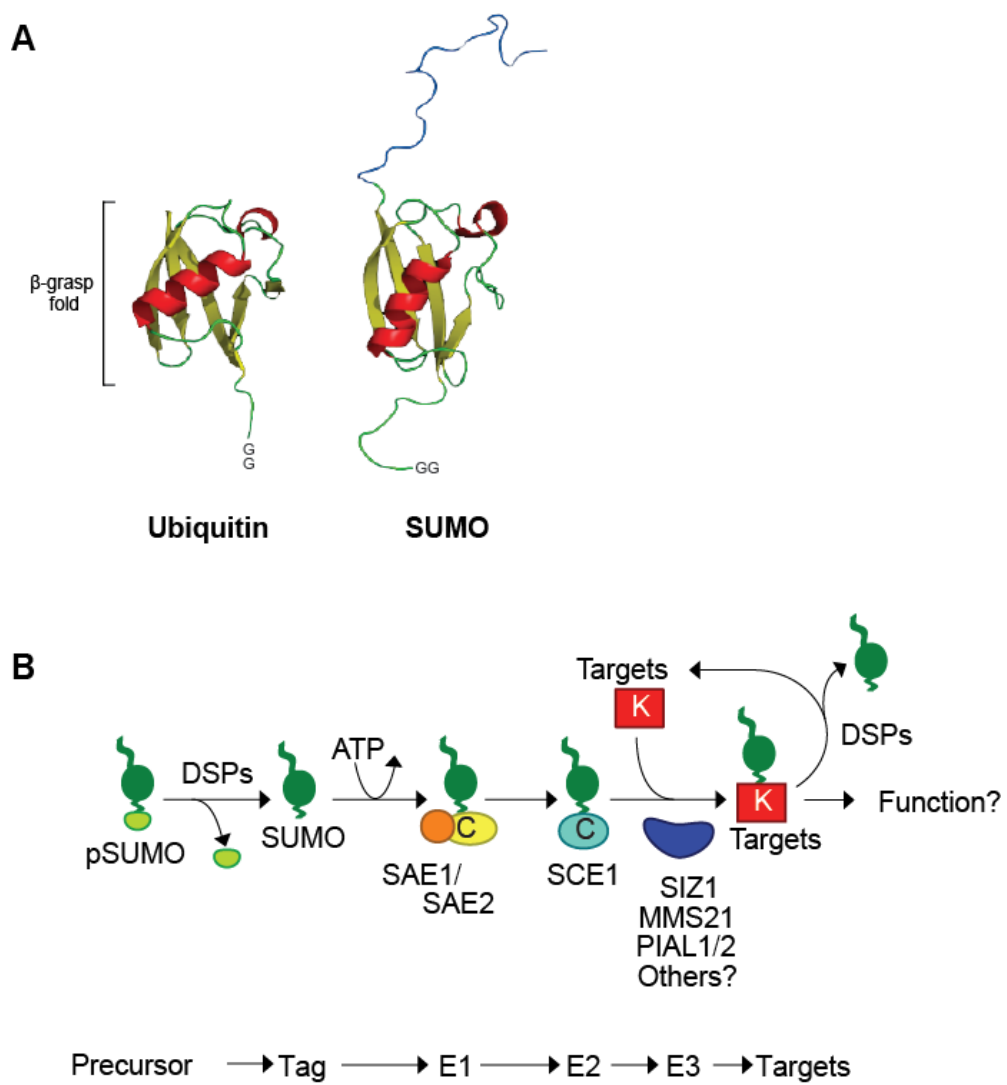 A
β-grasp
fold
G
G
GG
Ubiquitin
SUMO
B
Targets
K
ATP
DSPs
DSPs
C
C
K
Function?
pSUMO
SUMO
Targets
SAE1/
SAE2
SCE1
SIZ1
MMS21
PIAL1/2
Others?
Precursor
Tag
E1
E2
E3
Targets